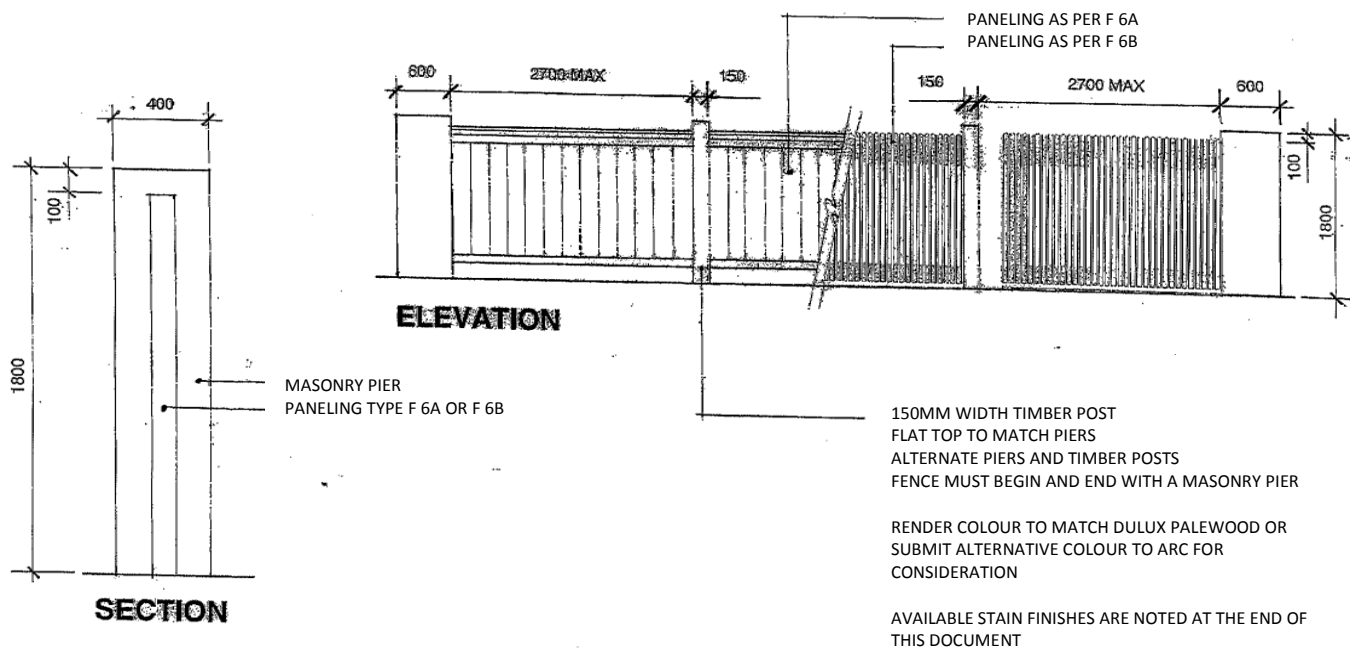 PANELING AS PER F 6A
PANELING AS PER F 6B
600
2700 MAX
150
150
2700 MAX
600
400
100
1800
100
1800
ELEVATION
MASONRY PIER
PANELING TYPE F 6A OR F 6B
SECTION
150MM WIDTH TIMBER POST
FLAT TOP TO MATCH PIERS
ALTERNATE PIERS AND TIMBER POSTS
FENCE MUST BEGIN AND END WITH A MASONRY PIER
RENDER COLOUR TO MATCH DULUX PALEWOOD OR
SUBMIT ALTERNATIVE COLOUR TO ARC FOR
CONSIDERATION
AVAILABLE STAIN FINISHES ARE NOTED AT THE END OF
THIS DOCUMENT